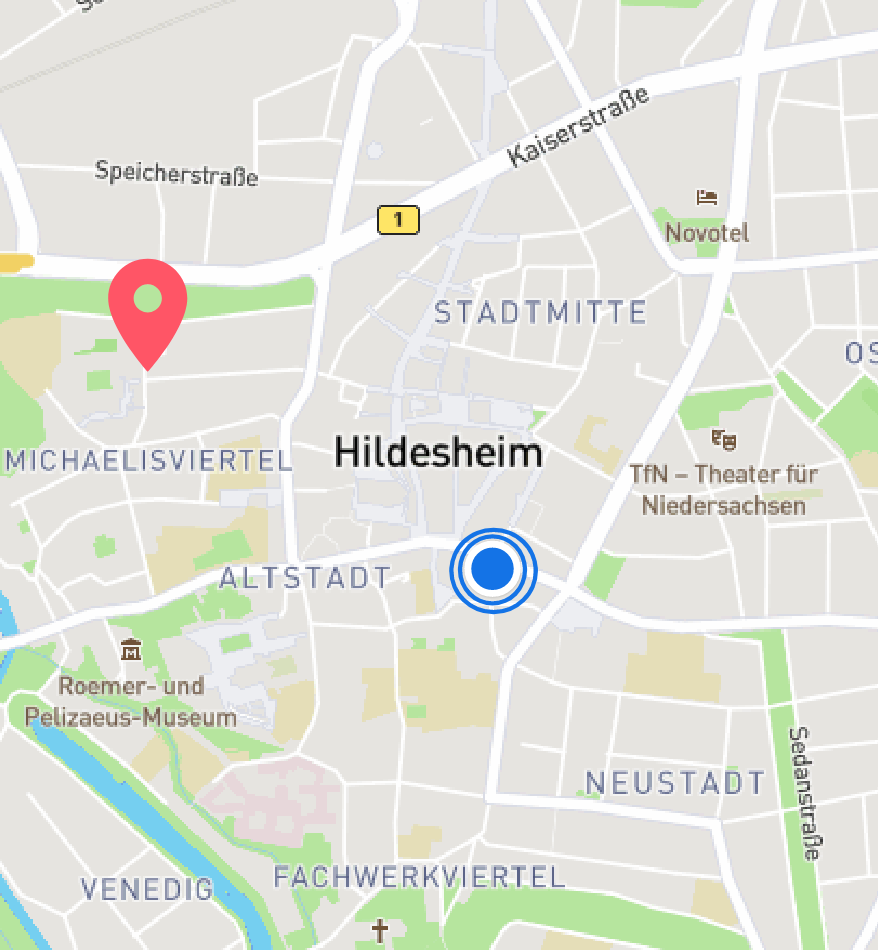 Kaiserstraße
Speicherstraße
1
Novotel
STADTMITTE
OS
Hildesheim
MICHAELISVIERTEL
TfN – Theater für
Niedersachsen
ALTSTADT
M
Roemer- und
Pelizaeus-Museum
Sedanstraße
NEUSTADT
VENEDIG
FACHWERKVIERTEL